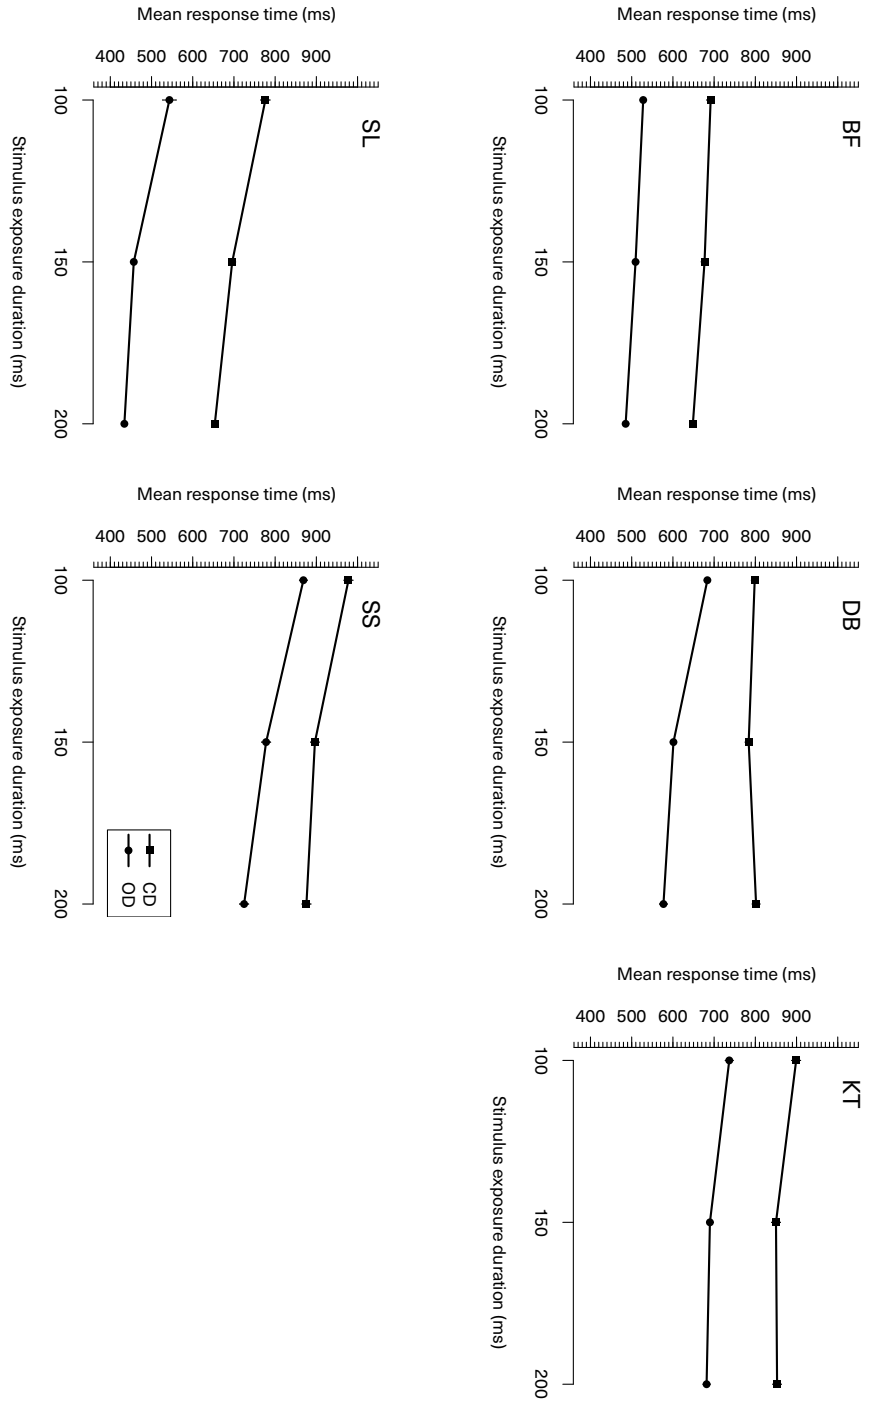 BF
Mean response time (ms)
400 500 600 700 800 900
100 150 200
Stimulus exposure duration (ms)
DB
Mean response time (ms)
400 500 600 700 800 900
100 150 200
Stimulus exposure duration (ms)
KT
Mean response time (ms)
400 500 600 700 800 900
100 150 200
Stimulus exposure duration (ms)
SL
Mean response time (ms)
400 500 600 700 800 900
100 150 200
Stimulus exposure duration (ms)
SS
Mean response time (ms)
400 500 600 700 800 900
100 150 200
Stimulus exposure duration (ms)
CD
OD